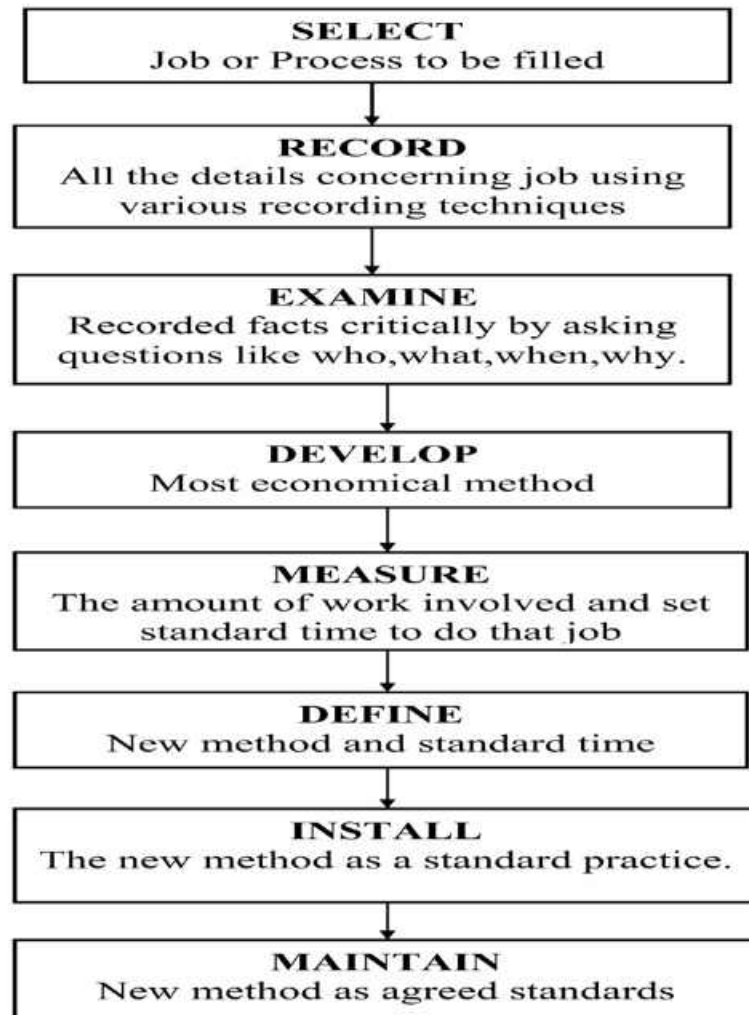 SELECT
Job or Process to be filled
RECORD
All the details concerning job using
various recording techniques
EXAMINE
Recorded facts critically by asking
questions like who,what,when,why.
DEVELOP
Most economical method
MEASURE
The amount of work involved and set
standard time to do that job
DEFINE
New method and standard time
INSTALL
The new method as a standard practice.
MAINTAIN
New method as agreed standards